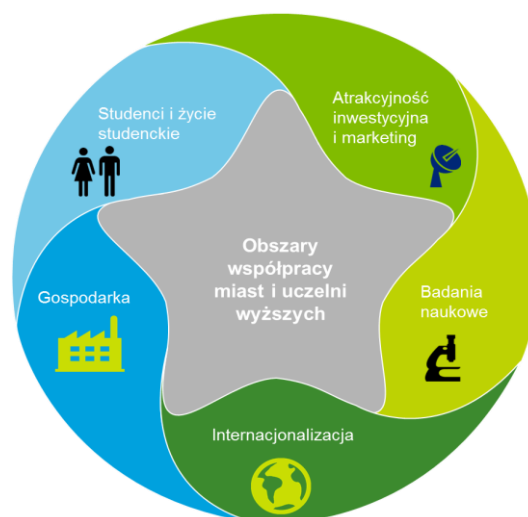 Studenci i życie
studenckie
Atrakcyjność
inwestycyjna
i marketing
Obszary
współpracy
miast i uczelni
wyższych
Gospodarka
Badania
naukowe
Internacjonalizacja